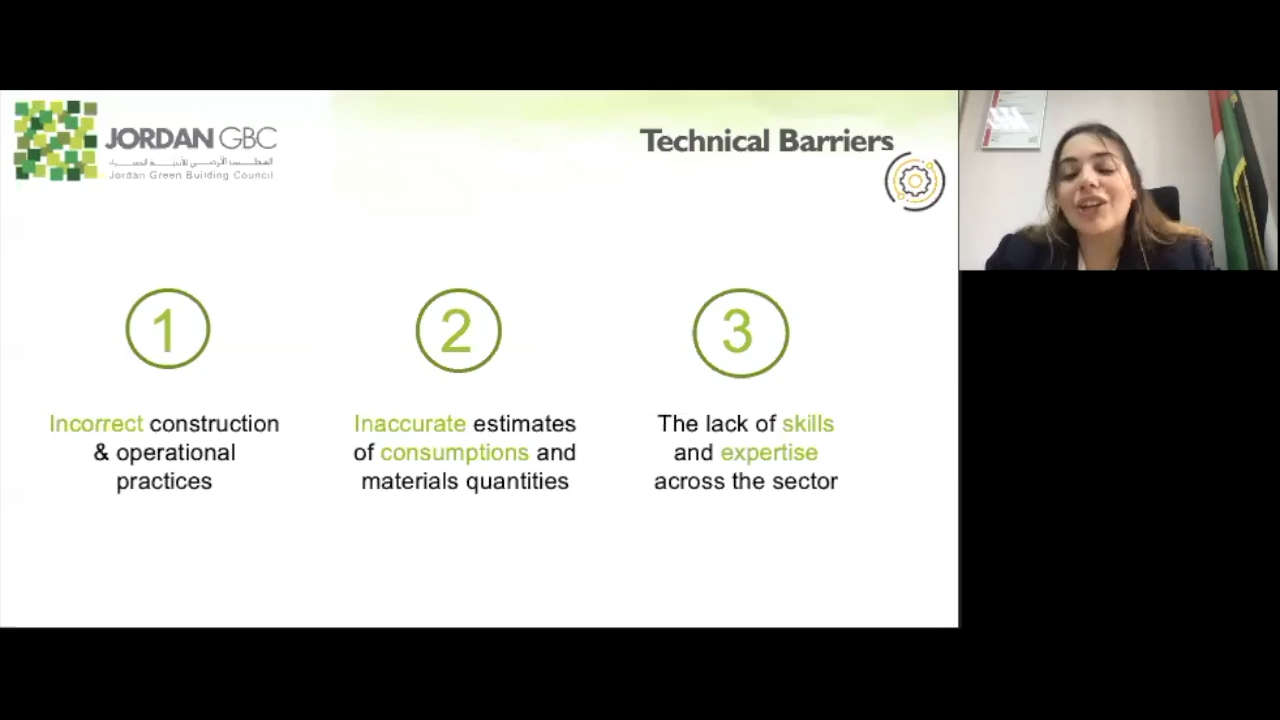 JORDAN GBC
المجلس الأردني للأبنية الخضراء
Jordan Green Building Council
Technical Barriers
1
2
3
Incorrect construction
& operational
practices
Inaccurate estimates
of consumptions and
materials quantities
The lack of skills
and expertise
across the sector